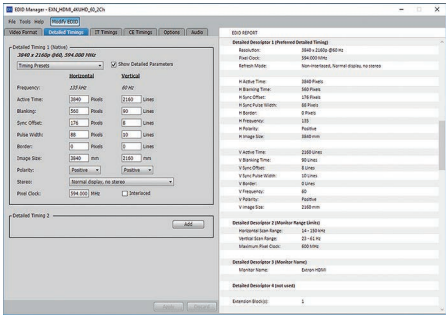 EDID Manager - EXN_HDMI_4KUHD_60_2Ch
File Tools Help Modify EDID
Video Format Detailed Timings IT Timings CE Timings Options Audio
Detailed Timing 1 (Native)
3840 x 2160p @60, 594.000 MHz
Timing Presets Show Detailed Parameters
Horizontal Vertical
Frequency: 135 kHz 60 Hz
Active Time: 3840 Pixels 2160 Lines
Blanking: 560 Pixels 90 Lines
Sync Offset: 176 Pixels 8 Lines
Pulse Width: 88 Pixels 10 Lines
Border: 0 Pixels 0 Lines
Image Size: 3840 mm 2160 mm
Polarity: Positive Positive
Stereo: Normal display, no stereo
Pixel Clock: 594.000 MHz Interlaced
Detailed Timing 2
Add
Apply
EDID REPORT
Detailed Descriptor 1 (Preferred Detailed Timing)
Resolution: 3840 x 2160p @60 Hz
Pixel Clock: 594.000 MHz
Refresh Mode: Non-interlaced, Normal display, no stereo
H Active Time: 3840 Pixels
H Blanking Time: 560 Pixels
H Sync Offset: 176 Pixels
H Sync Pulse Width: 88 Pixels
H Border: 0 Pixels
H Frequency: 135
H Polarity: Positive
H Image Size: 3840 mm
V Active Time: 2160 Lines
V Blanking Time: 90 Lines
V Sync Offset: 8 Lines
V Sync Pulse Width: 10 Lines
V Border: 0 Lines
V Frequency: 60
V Polarity: Positive
V Image Size: 2160 mm
Detailed Descriptor 2 (Monitor Range Limits)
Horizontal Scan Range: 14 - 150 kHz
Vertical Scan Range: 23 - 61 Hz
Maximum Pixel Clock: 600 MHz
Detailed Descriptor 3 (Monitor Name)
Monitor Name: Extron HDMI
Detailed Descriptor 4 (not used)
Extension Block(s): 1